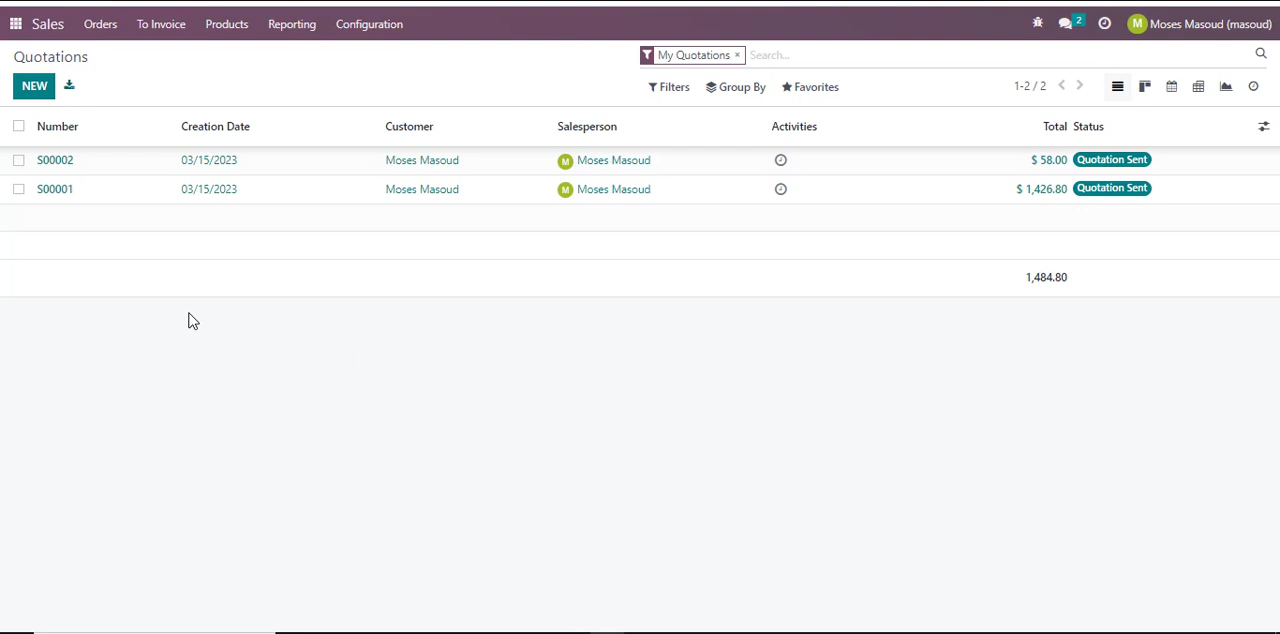 Sales Orders To Invoice Products Reporting Configuration 2 M Moses Masoud (masoud)
Quotations My Quotations × Search...
NEW Filters Group By Favorites 1-2 / 2
Number Creation Date Customer Salesperson Activities Total Status
S00002 03/15/2023 Moses Masoud M Moses Masoud $ 58.00 Quotation Sent
S00001 03/15/2023 Moses Masoud M Moses Masoud $ 1,426.80 Quotation Sent
1,484.80